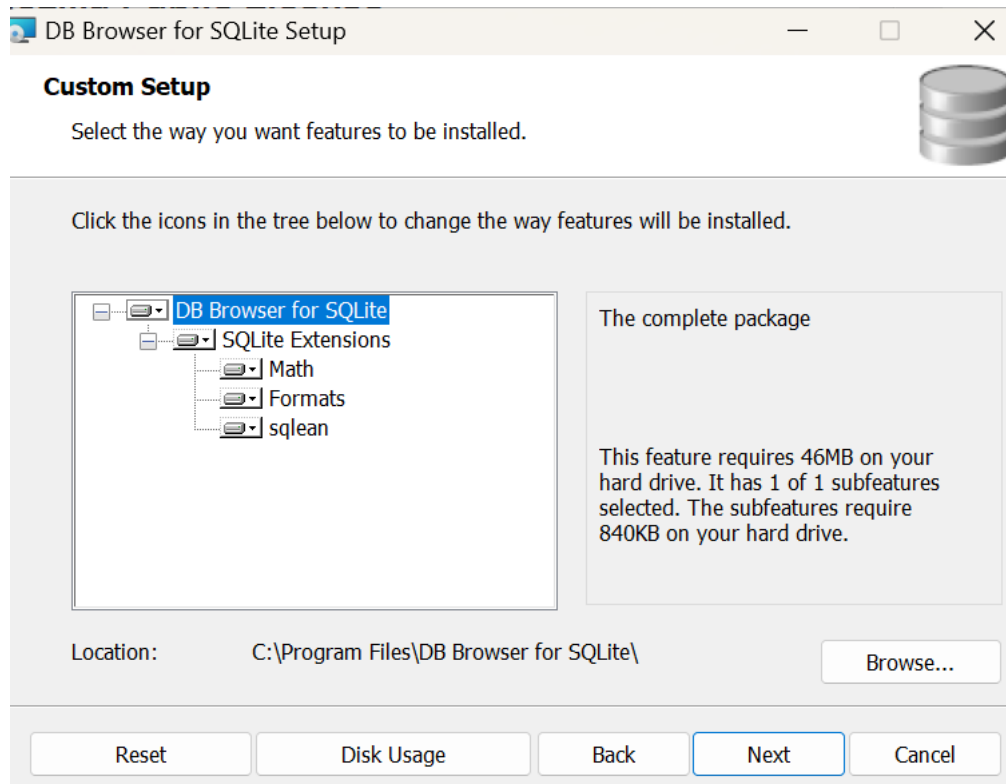 DB Browser for SQLite Setup
Custom Setup
Select the way you want features to be installed.
Click the icons in the tree below to change the way features will be installed.
DB Browser for SQLite
SQLite Extensions
Math
Formats
sqlean
The complete package
This feature requires 46MB on your
hard drive. It has 1 of 1 subfeatures
selected. The subfeatures require
840KB on your hard drive.
Location: C:\Program Files\DB Browser for SQLite\
Browse...
Reset Disk Usage Back Next Cancel